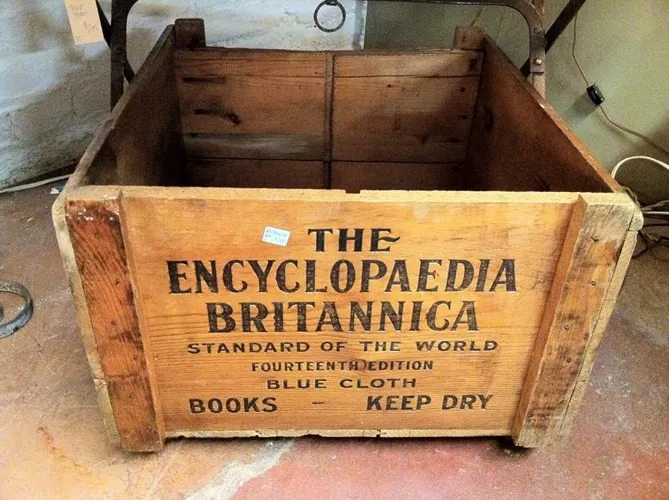 THE
ENCYCLOPAEDIA
BRITANNICA
STANDARD OF THE WORLD
FOURTEENTH EDITION
BLUE CLOTH
BOOKS - KEEP DRY